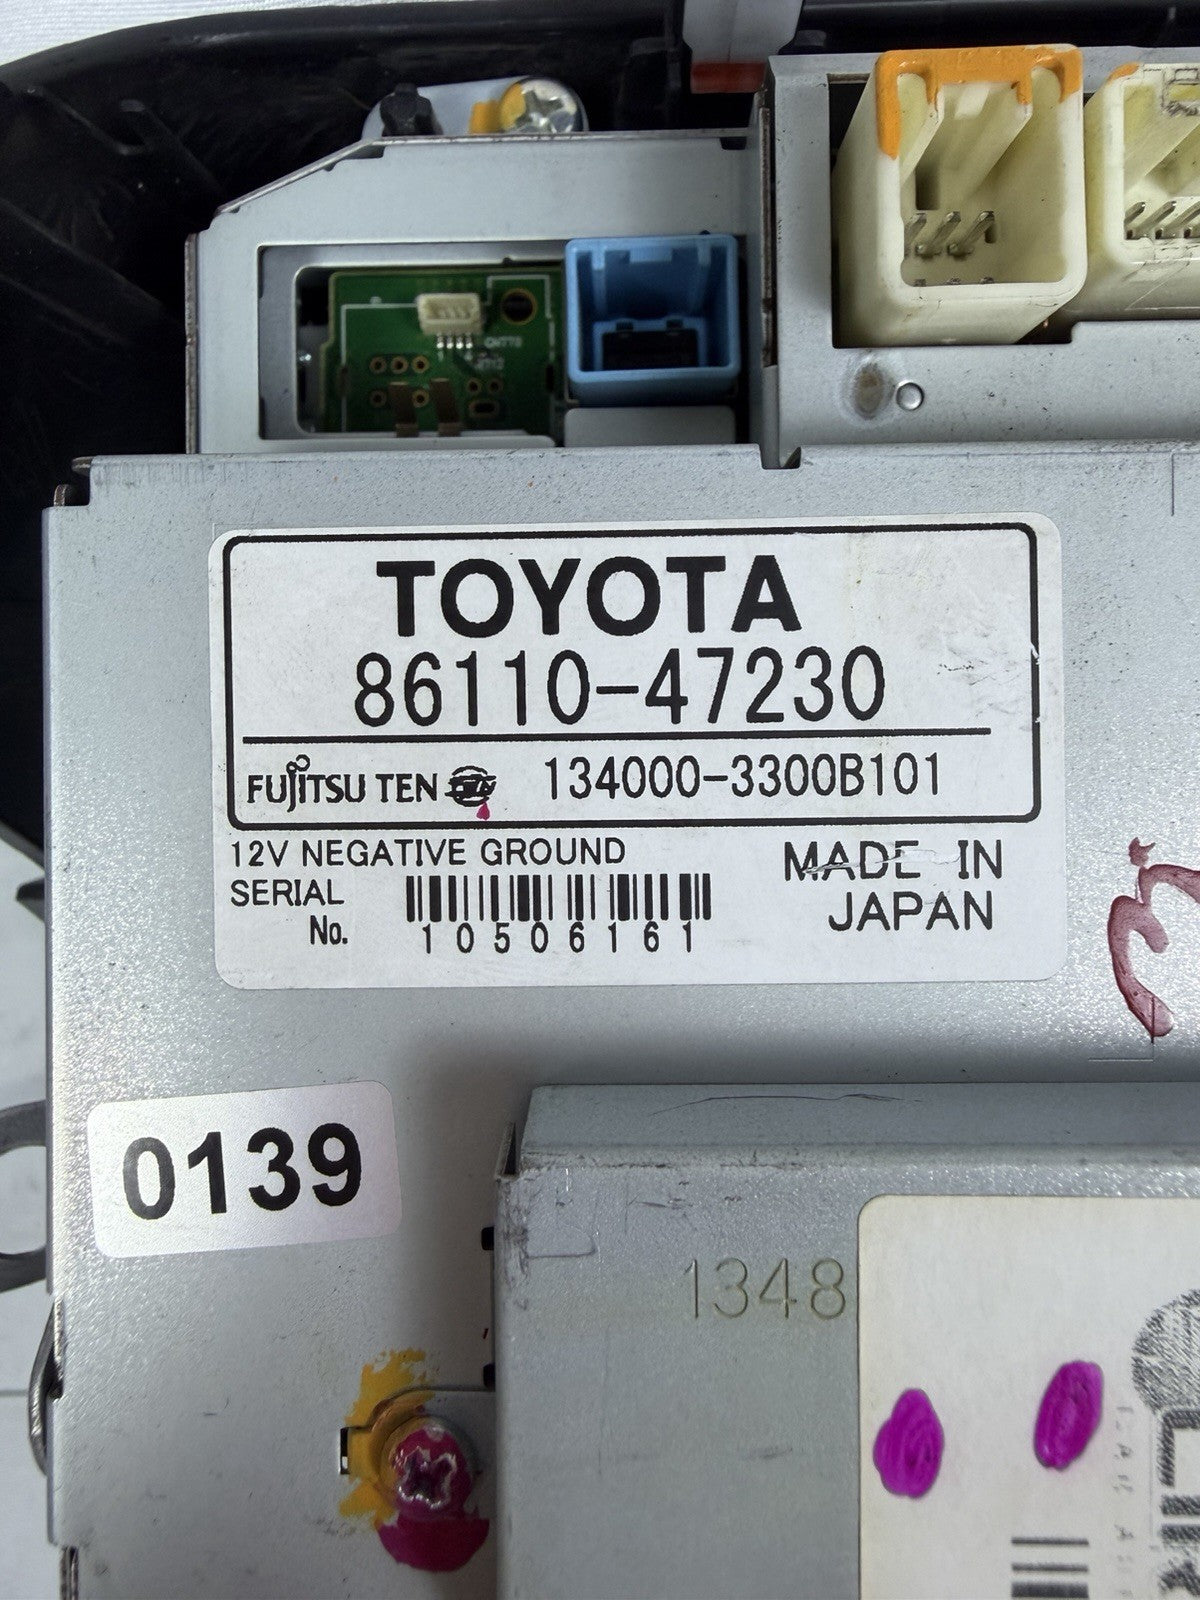 TOYOTA
86110-47230
FUJITSU TEN 134000-3300B101
12V NEGATIVE GROUND
SERIAL
No.
10506161
MADE IN
JAPAN
0139
1348